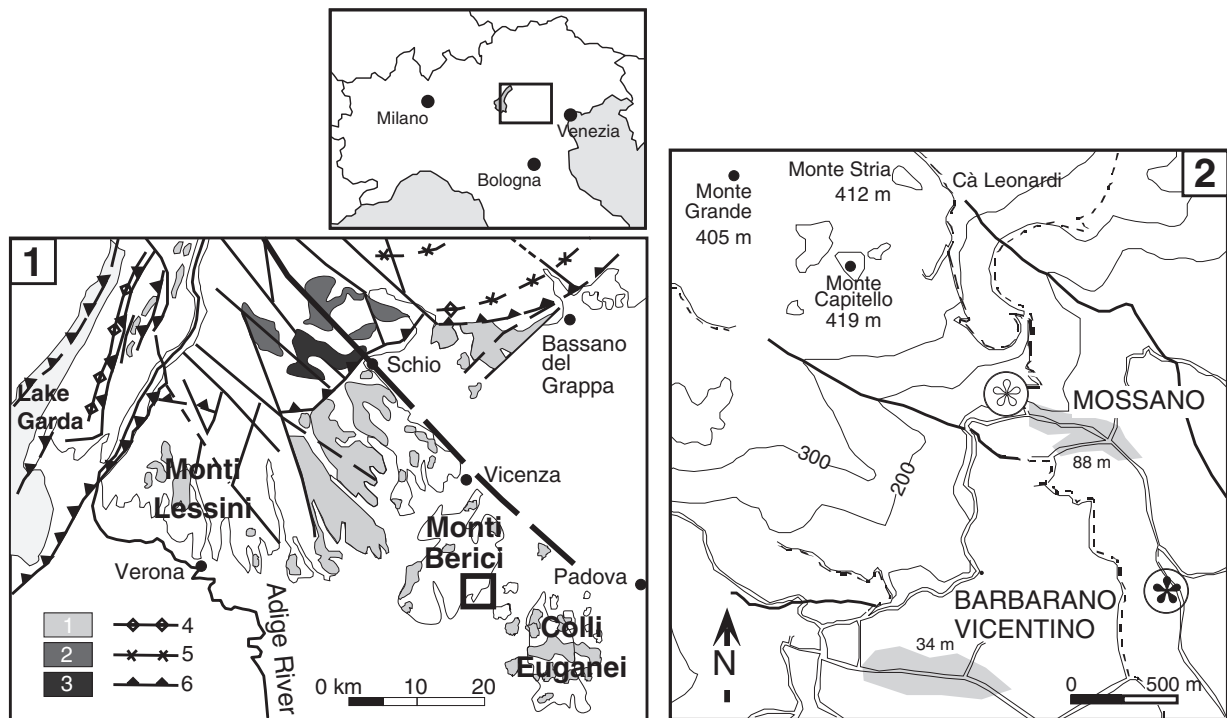 Milano
Venezia
Bologna
1
Lake
Garda
Schio
Bassano
del
Grappa
Monti
Lessini
Vicenza
Monti
Berici
Verona
Adige River
Padova
Colli
Euganei
1
2
3
4
5
6
0 km 10 20
2
Monte
Grande
405 m
Monte Stria
412 m
Cà Leonardi
Monte
Capitello
419 m
MOSSANO
88 m
300
200
BARBARANO
VICENTINO
34 m
N
0 500 m